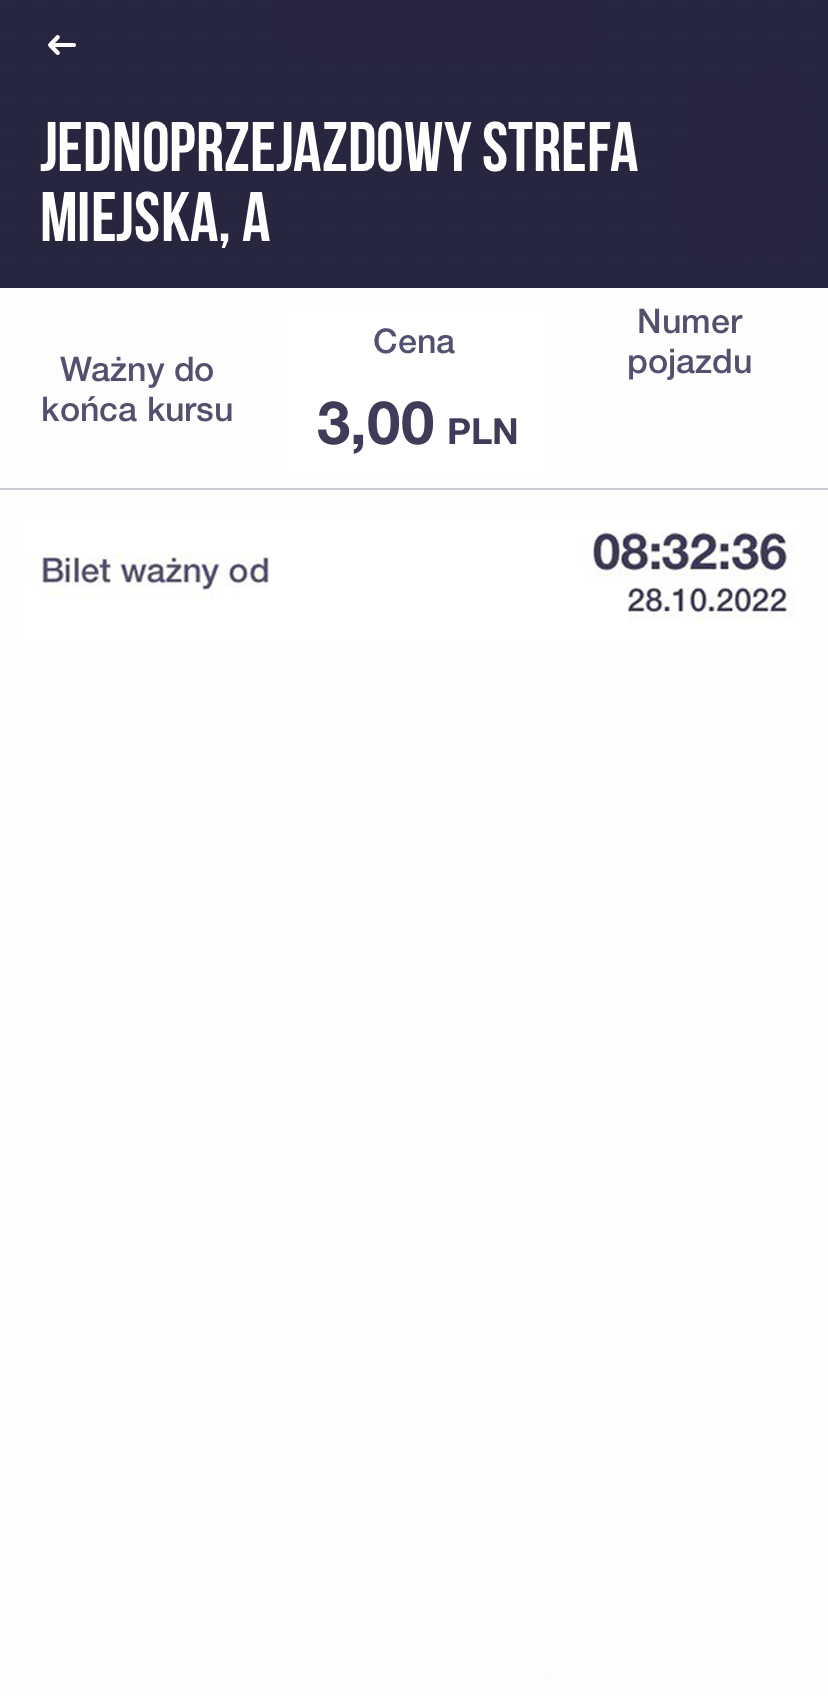 JEDNOPRZEJAZDOWY STREFA
MIEJSKA, A
Ważny do
końca kursu
Cena
3,00 PLN
Numer
pojazdu
Bilet ważny od
08:32:36
28.10.2022